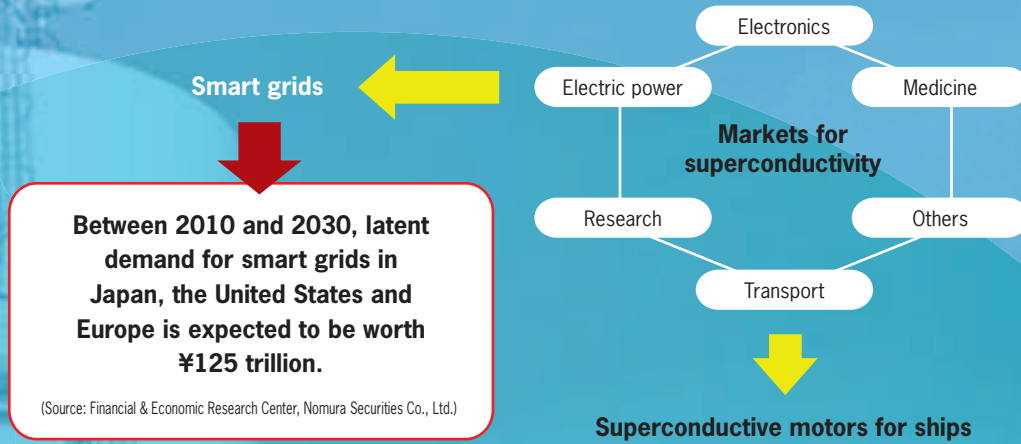 Electronics
Smart grids
Electric power
Medicine
Markets for
superconductivity
Between 2010 and 2030, latent
demand for smart grids in
Japan, the United States and
Europe is expected to be worth
¥125 trillion.
(Source: Financial & Economic Research Center, Nomura Securities Co., Ltd.)
Research
Others
Transport
Superconductive motors for ships